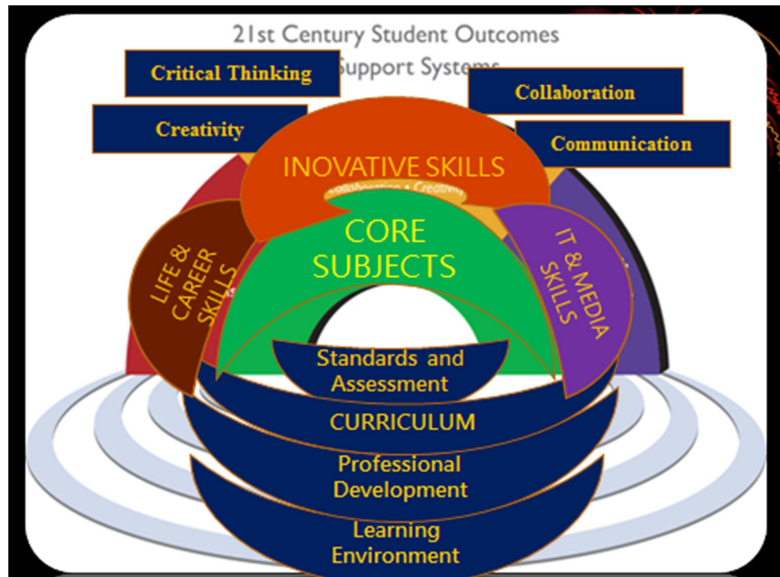 21st Century Student Outcomes
Support Systems
Critical Thinking
Collaboration
Creativity
Communication
INOVATIVE SKILLS
CORE
SUBJECTS
LIFE &
CAREER
SKILLS
IT & MEDIA
SKILLS
Standards and
Assessment
CURRICULUM
Professional
Development
Learning
Environment